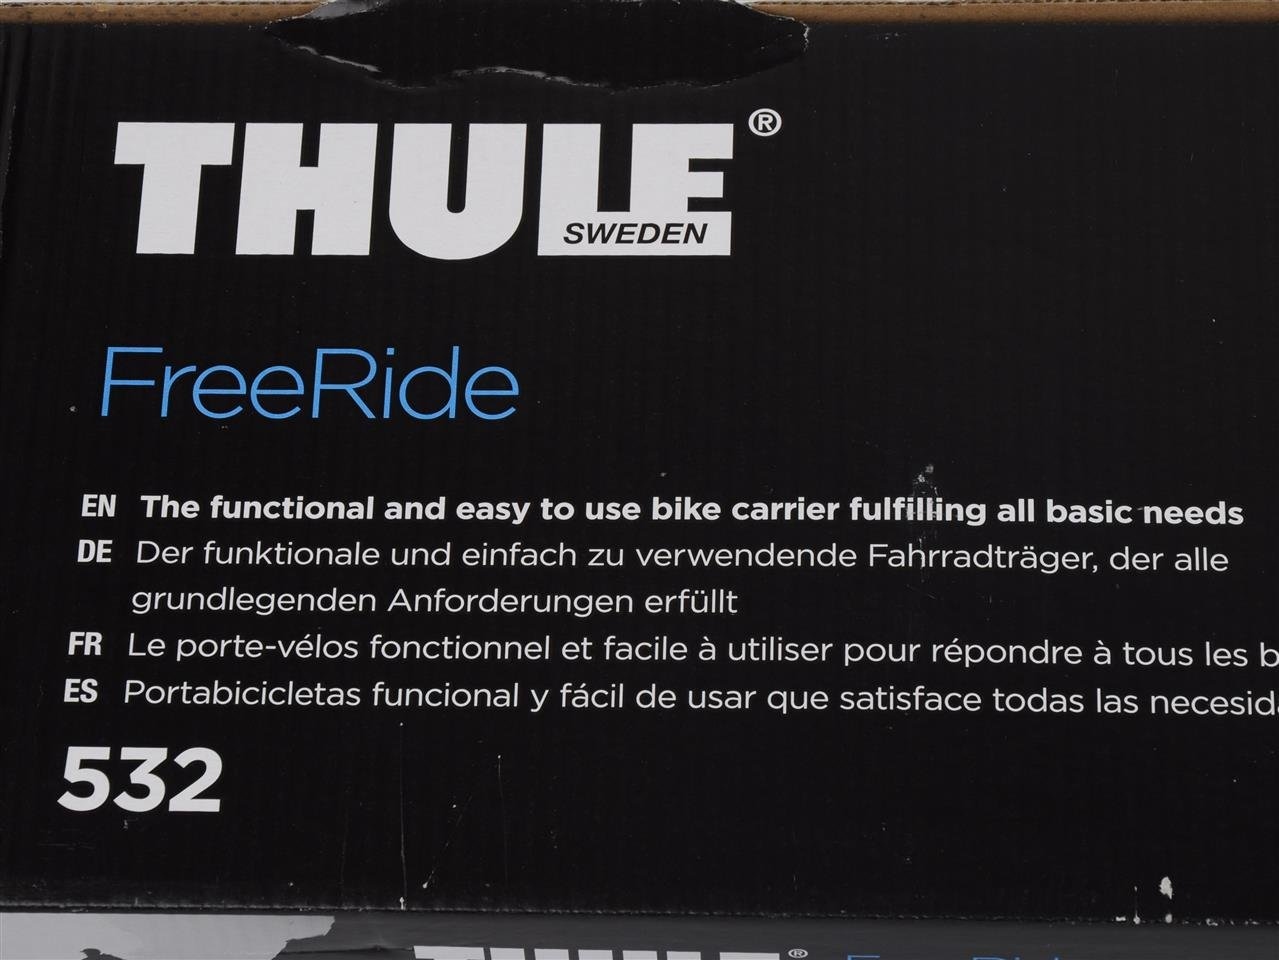 THULE®
SWEDEN
FreeRide
EN The functional and easy to use bike carrier fulfilling all basic needs
DE Der funktionale und einfach zu verwendende Fahrradträger, der alle
grundlegenden Anforderungen erfüllt
FR Le porte-vélos fonctionnel et facile à utiliser pour répondre à tous les
ES Portabicicletas funcional y fácil de usar que satisface todas las
532